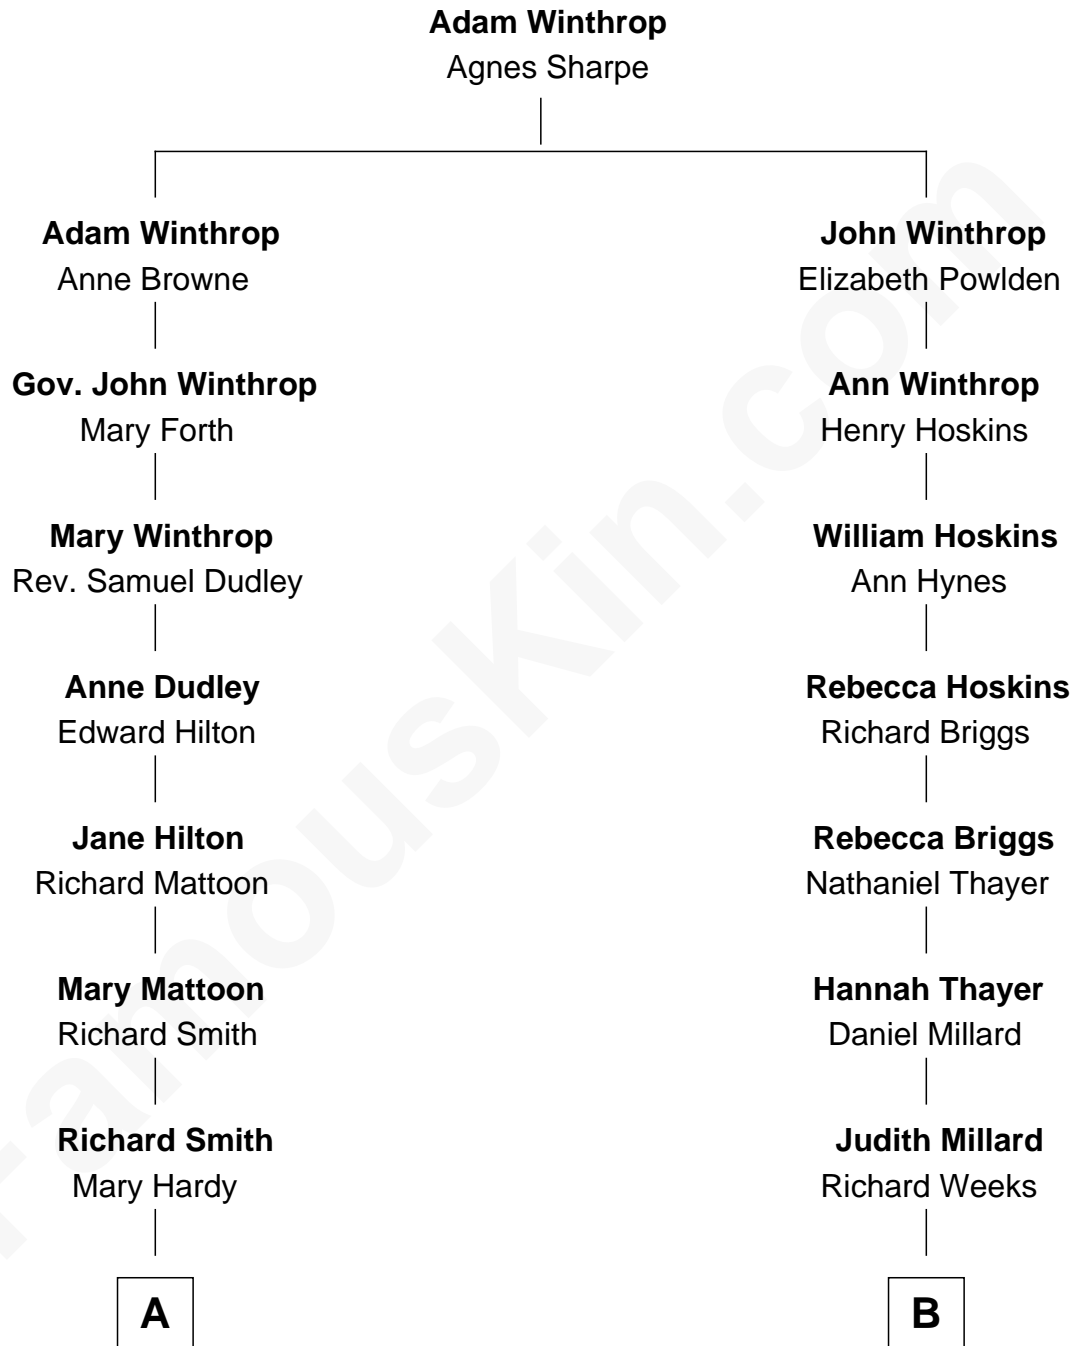 Adam Winthrop
Agnes Sharpe
Adam Winthrop
Anne Browne
Gov. John Winthrop
Mary Forth
Mary Winthrop
Rev. Samuel Dudley
Anne Dudley
Edward Hilton
Jane Hilton
Richard Mattoon
Mary Mattoon
Richard Smith
Richard Smith
Mary Hardy
A
John Winthrop
Elizabeth Powlden
Ann Winthrop
Henry Hoskins
William Hoskins
Ann Hynes
Rebecca Hoskins
Richard Briggs
Rebecca Briggs
Nathaniel Thayer
Hannah Thayer
Daniel Millard
Judith Millard
Richard Weeks
B
FamousKin.com